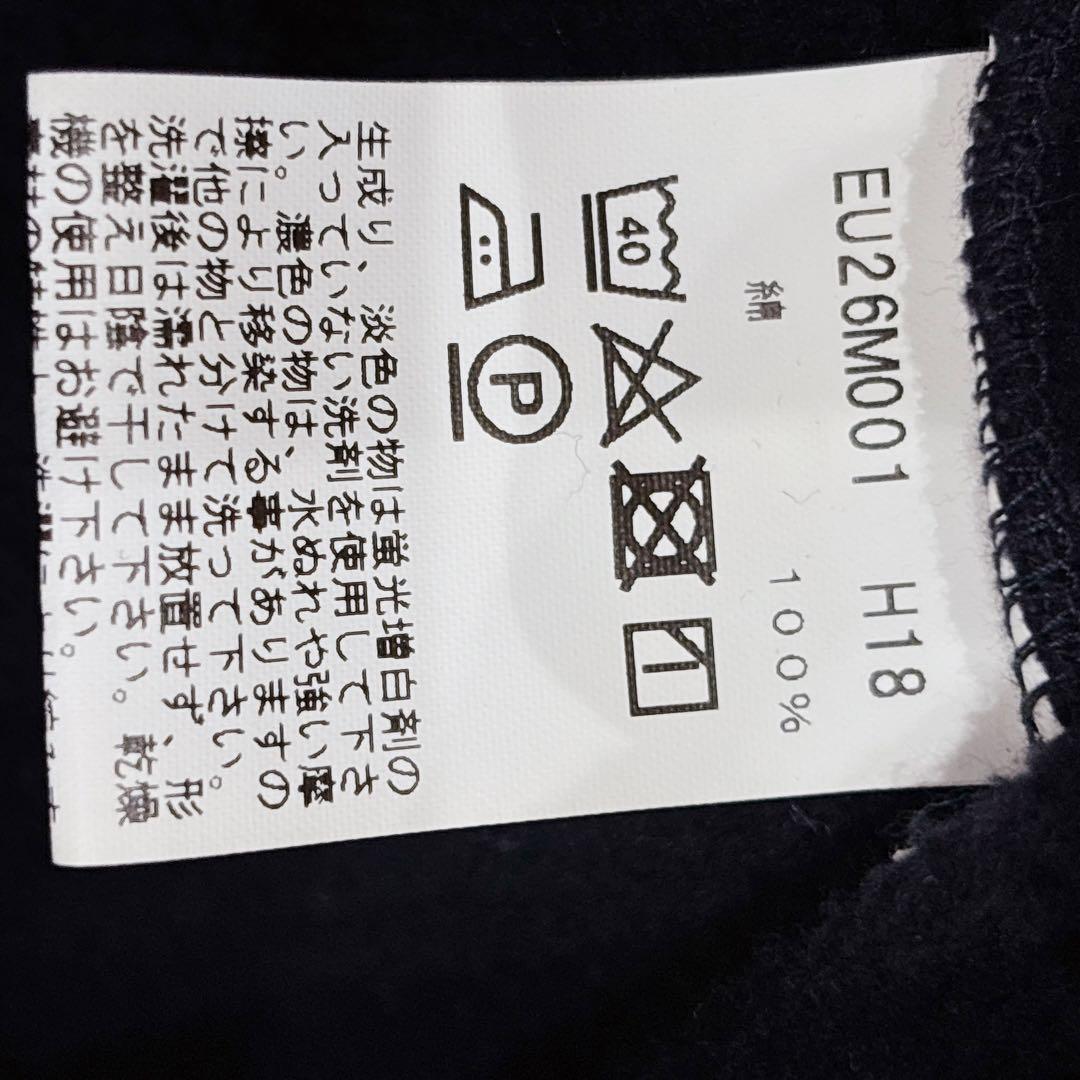 EU26M001 H18
綿 100%
40
P
生成り、淡色の物は蛍光増白剤の
入っていない洗剤を使用して下さ
い。濃色の物は、水ぬれや強い摩
擦により移染する事がありますの
で他の物と分けて洗って下さい。
洗濯後は濡れたまま放置せず、形
を整え日陰で干して下さい。乾燥
機の使用はお避け下さい。